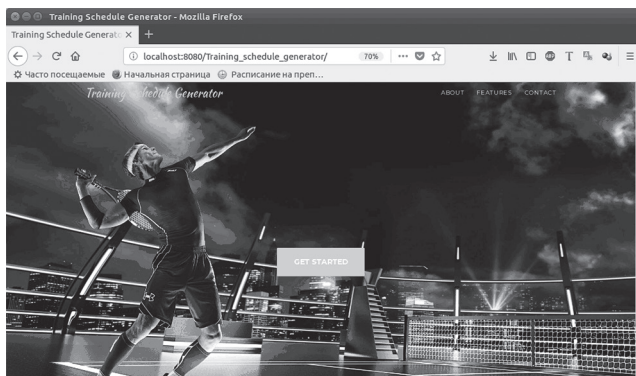 Training Schedule Generator - Mozilla Firefox
Training Schedule Generato × +
localhost:8080/Training_schedule_generator/ 70%
Часто посещаемые Начальная страница Расписание на преп…
Training Schedule Generator ABOUT FEATURES CONTACT
GET STARTED